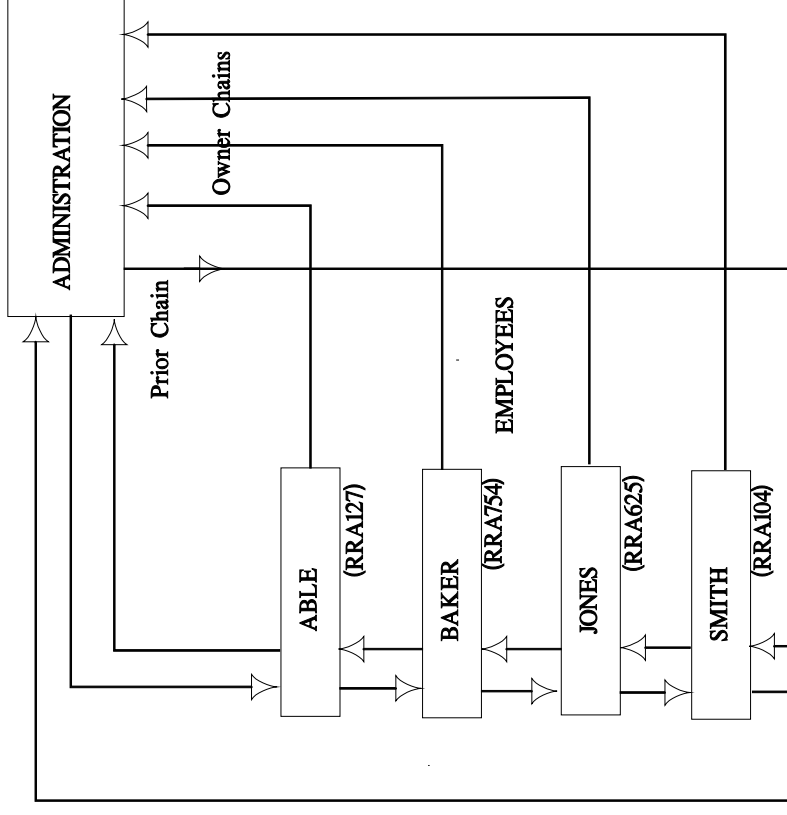 ADMINISTRATION
Owner Chains
Prior Chain
EMPLOYEES
ABLE
(RRA127)
BAKER
(RRA754)
JONES
(RRA625)
SMITH
(RRA104)